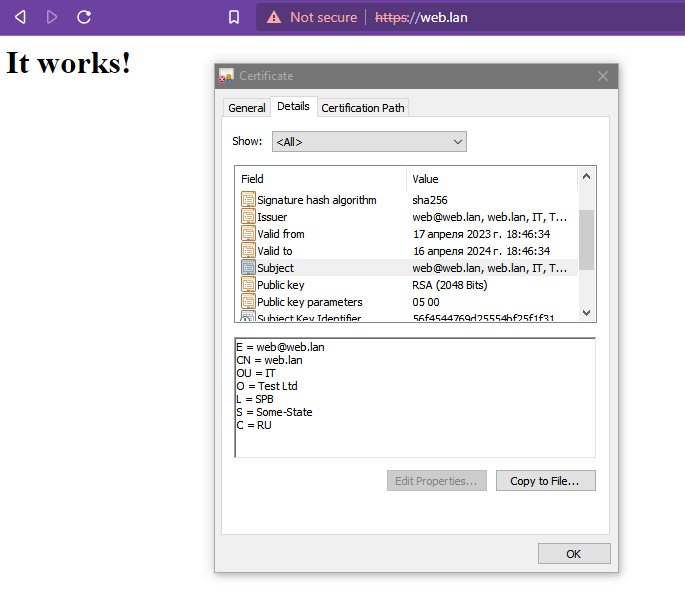 Not secure | https://web.lan
It works!
Certificate
General Details Certification Path
Show: <All>
Field Value
Signature hash algorithm sha256
Issuer web@web.lan, web.lan, IT, T...
Valid from 17 апреля 2023 г. 18:46:34
Valid to 16 апреля 2024 г. 18:46:34
Subject web@web.lan, web.lan, IT, T...
Public key RSA (2048 Bits)
Public key parameters 05 00
Subject Key Identifier 56f4544769d25554bf25f1f31
E = web@web.lan
CN = web.lan
OU = IT
O = Test Ltd
L = SPB
S = Some-State
C = RU
Edit Properties... Copy to File...
OK